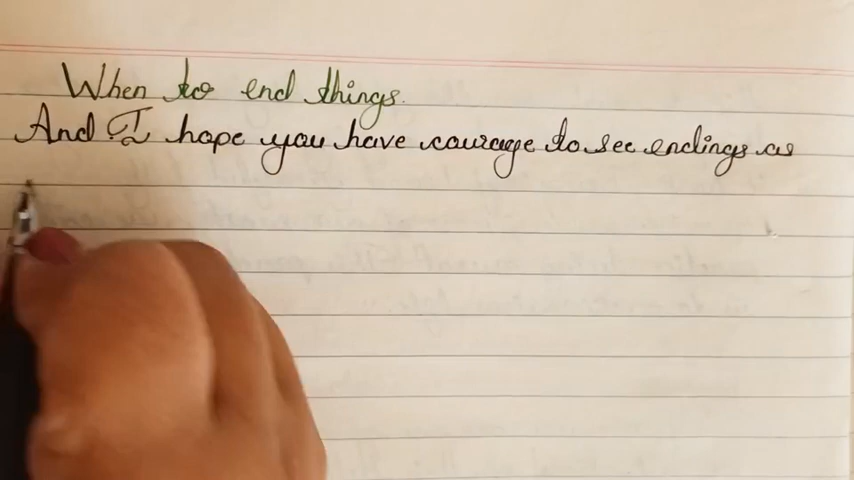 When to end things.
And I hope you have courage to see endings as